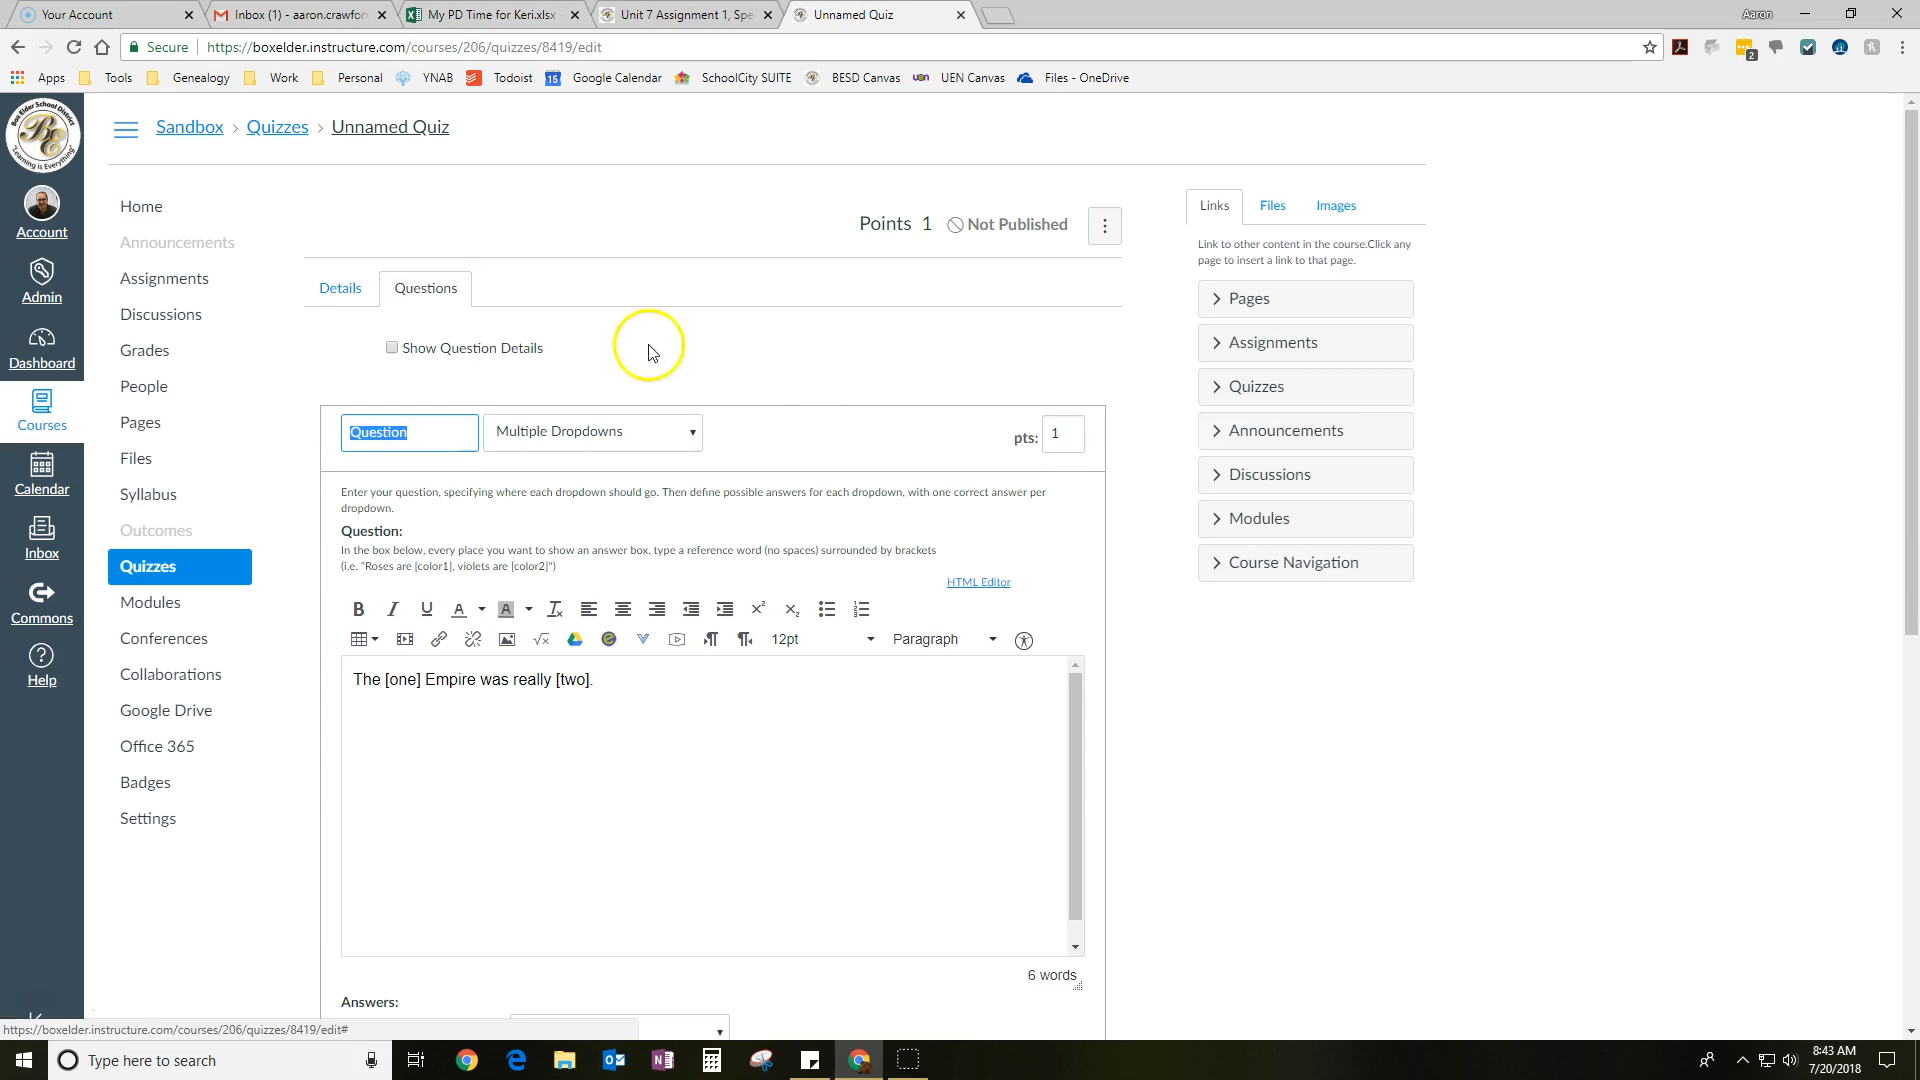 Your Account
Inbox (1) - aaron.crawfor
My PD Time for Keri.xlsx
Unit 7 Assignment 1, Spe
Unnamed Quiz
Aaron
Secure
https://boxelder.instructure.com/courses/206/quizzes/8419/edit
2
Apps
Tools
Genealogy
Work
Personal
YNAB
Todoist
15
Google Calendar
SchoolCity SUITE
BESD Canvas
uen
UEN Canvas
Files - OneDrive
Box Elder School District
"Learning is Everything"
Account
Admin
Dashboard
Courses
Calendar
Inbox
Commons
Help
Sandbox > Quizzes > Unnamed Quiz
Home
Announcements
Assignments
Discussions
Grades
People
Pages
Files
Syllabus
Outcomes
Quizzes
Modules
Conferences
Collaborations
Google Drive
Office 365
Badges
Settings
Points 1
Not Published
Details
Questions
Show Question Details
Question
Multiple Dropdowns
pts:
1
Enter your question, specifying where each dropdown should go. Then define possible answers for each dropdown, with one correct answer per
dropdown.
Question:
In the box below, every place you want to show an answer box, type a reference word (no spaces) surrounded by brackets
(i.e. "Roses are [color1], violets are [color2]")
HTML Editor
12pt
Paragraph
The [one] Empire was really [two].
6 words
Answers:
Links
Files
Images
Link to other content in the course.Click any
page to insert a link to that page.
Pages
Assignments
Quizzes
Announcements
Discussions
Modules
Course Navigation
https://boxelder.instructure.com/courses/206/quizzes/8419/edit#
Type here to search
8:43 AM
7/20/2018